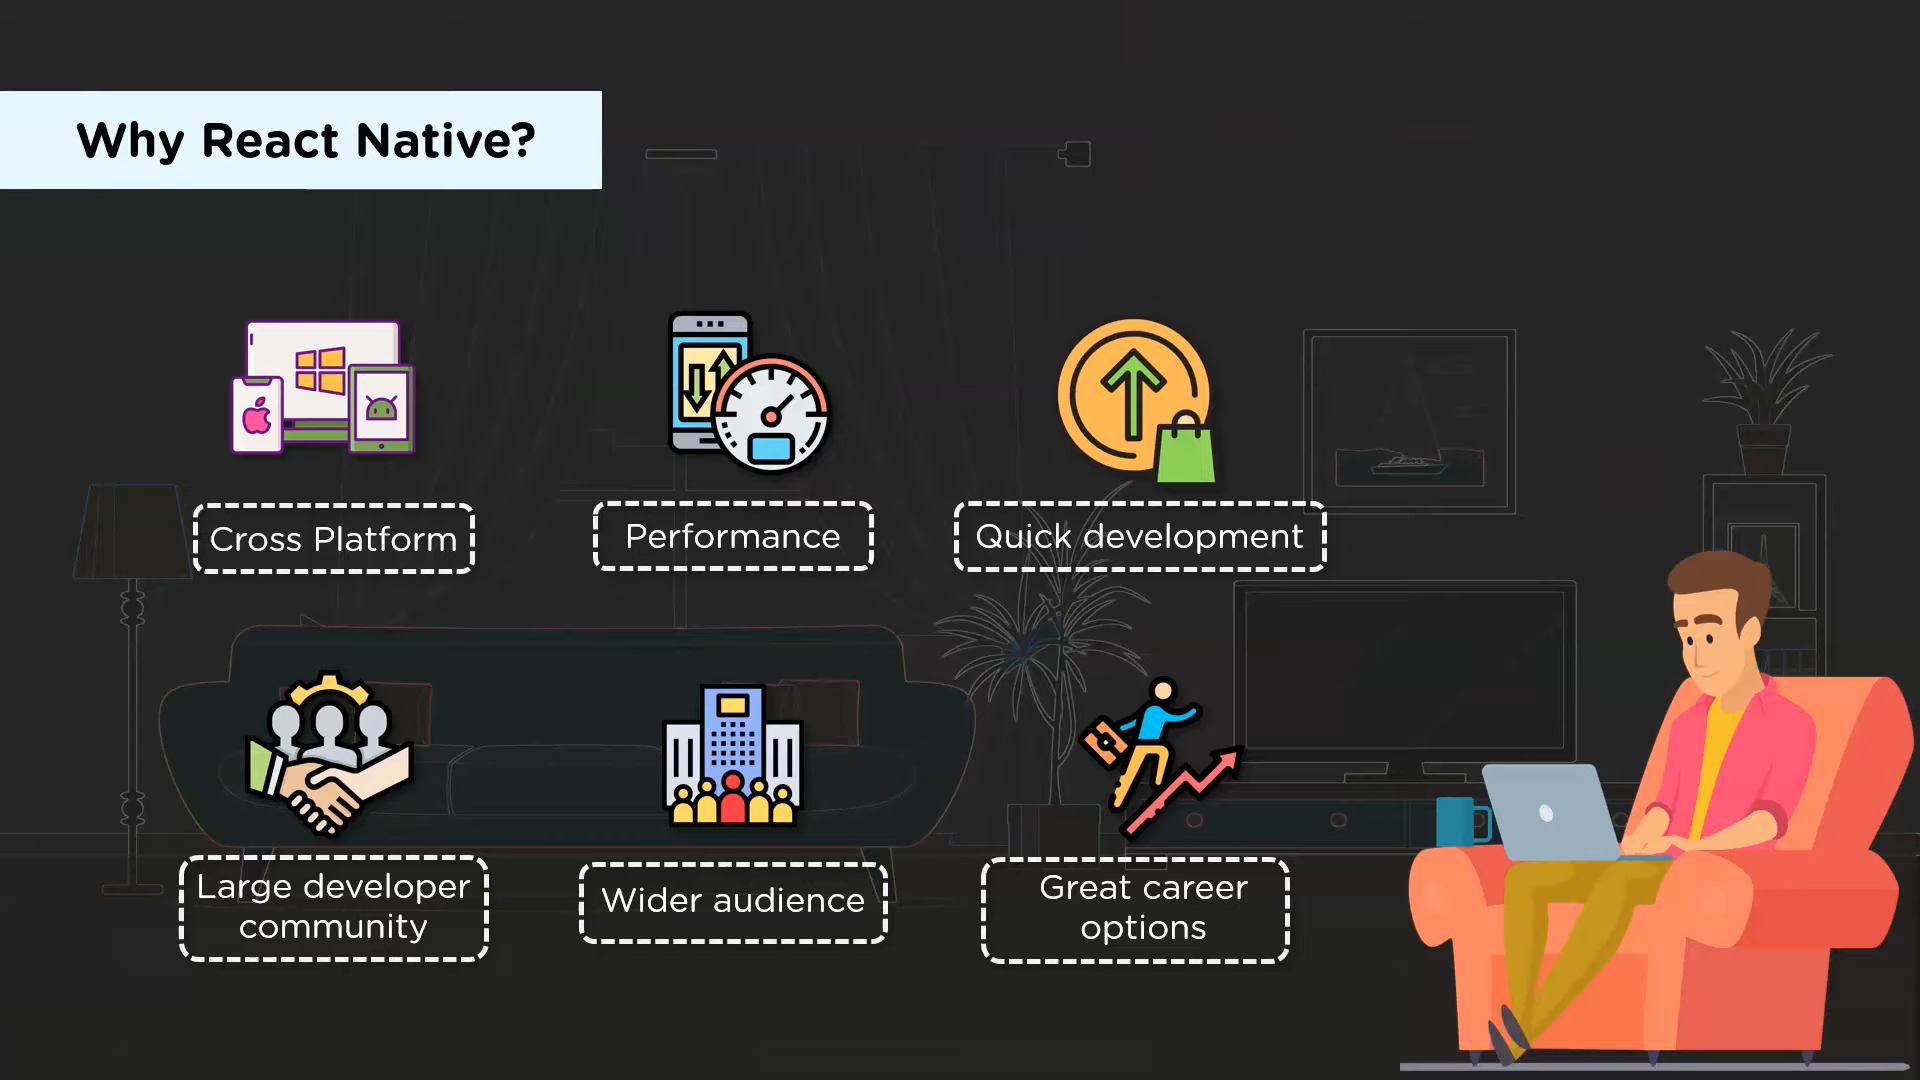 Why React Native?
Cross Platform
Performance
Quick development
Large developer
community
Wider audience
Great career
options